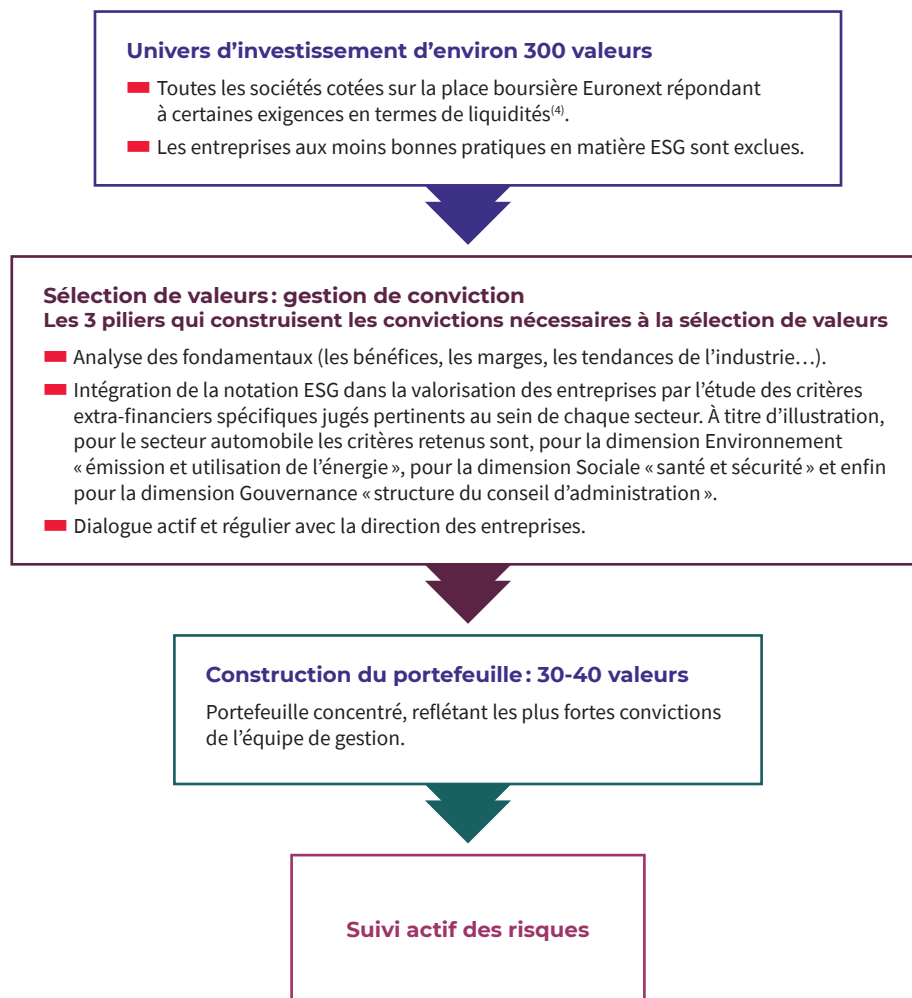 Univers d’investissement d’environ 300 valeurs
Toutes les sociétés cotées sur la place boursière Euronext répondant
à certaines exigences en termes de liquidités(4).
Les entreprises aux moins bonnes pratiques en matière ESG sont exclues.
Sélection de valeurs : gestion de conviction
Les 3 piliers qui construisent les convictions nécessaires à la sélection de valeurs
Analyse des fondamentaux (les bénéfices, les marges, les tendances de l’industrie…).
Intégration de la notation ESG dans la valorisation des entreprises par l’étude des critères
extra-financiers spécifiques jugés pertinents au sein de chaque secteur. À titre d’illustration,
pour le secteur automobile les critères retenus sont, pour la dimension Environnement
« émission et utilisation de l’énergie », pour la dimension Sociale « santé et sécurité » et enfin
pour la dimension Gouvernance « structure du conseil d’administration ».
Dialogue actif et régulier avec la direction des entreprises.
Construction du portefeuille : 30-40 valeurs
Portefeuille concentré, reflétant les plus fortes convictions
de l’équipe de gestion.
Suivi actif des risques